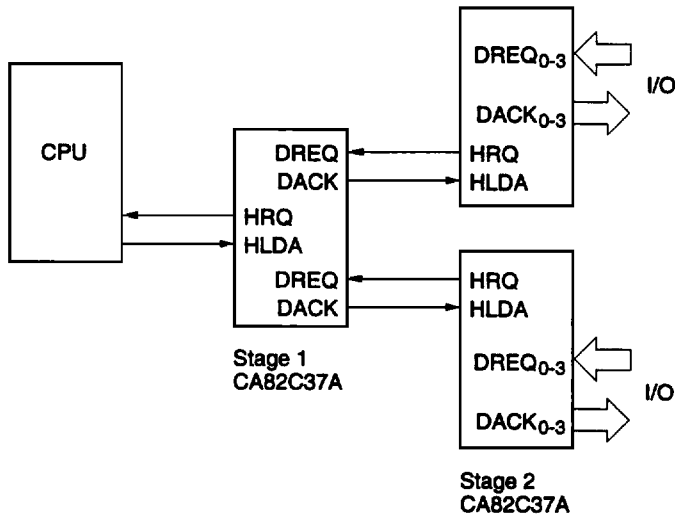 CPU
DREQ
DACK
HRQ
HLDA
DREQ
DACK
Stage 1
CA82C37A
DREQ0-3
I/O
DACK0-3
HRQ
HLDA
HRQ
HLDA
DREQ0-3
I/O
DACK0-3
Stage 2
CA82C37A